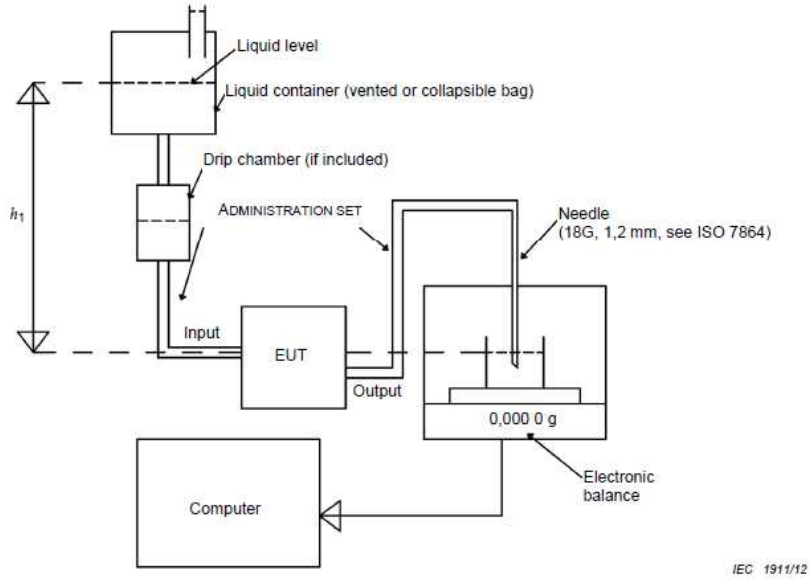 Liquid level
Liquid container (vented or collapsible bag)
Drip chamber (if included)
ADMINISTRATION SET
h1
Needle
(18G, 1,2 mm, see ISO 7864)
Input
EUT
Output
0,000 0 g
Electronic
balance
Computer
IEC 1911/12